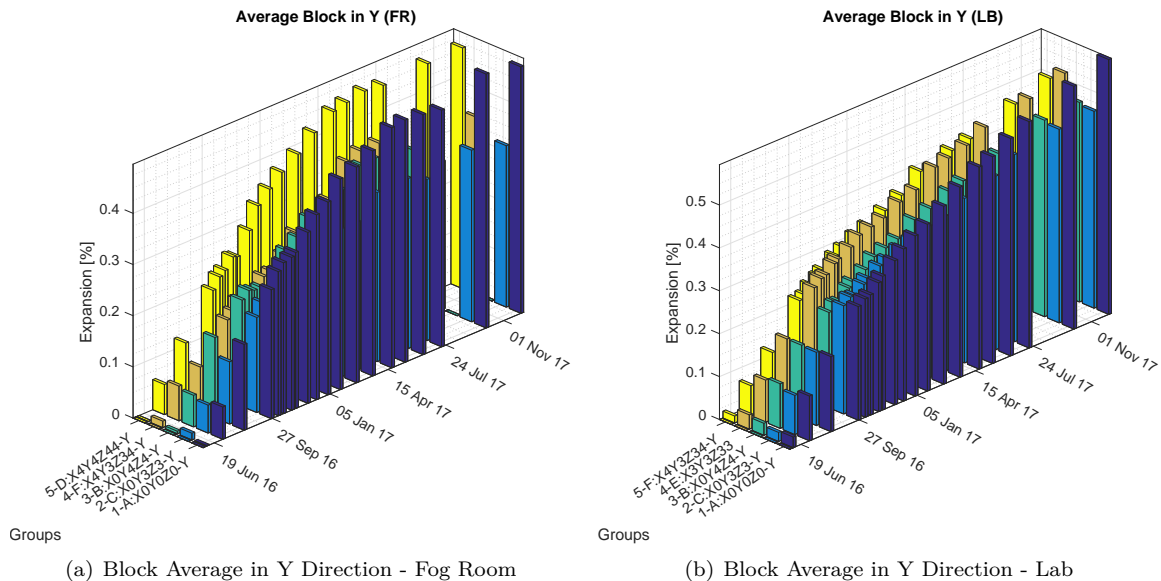 Average Block in Y (FR)
Expansion [%]
0.4
0.3
0.2
0.1
0
5-D:X4Y4Z44-Y
4-F:X4Y3Z34-Y
3-B:X0Y4Z4-Y
2-C:X0Y3Z3-Y
1-A:X0Y0Z0-Y
19 Jun 16
27 Sep 16
05 Jan 17
15 Apr 17
24 Jul 17
01 Nov 17
Groups
(a) Block Average in Y Direction - Fog Room
Average Block in Y (LB)
Expansion [%]
0.5
0.4
0.3
0.2
0.1
0
5-F:X4Y3Z34-Y
4-E:X3Y3Z33
3-B:X0Y4Z4-Y
2-C:X0Y3Z3-Y
1-A:X0Y0Z0-Y
19 Jun 16
27 Sep 16
05 Jan 17
15 Apr 17
24 Jul 17
01 Nov 17
Groups
(b) Block Average in Y Direction - Lab